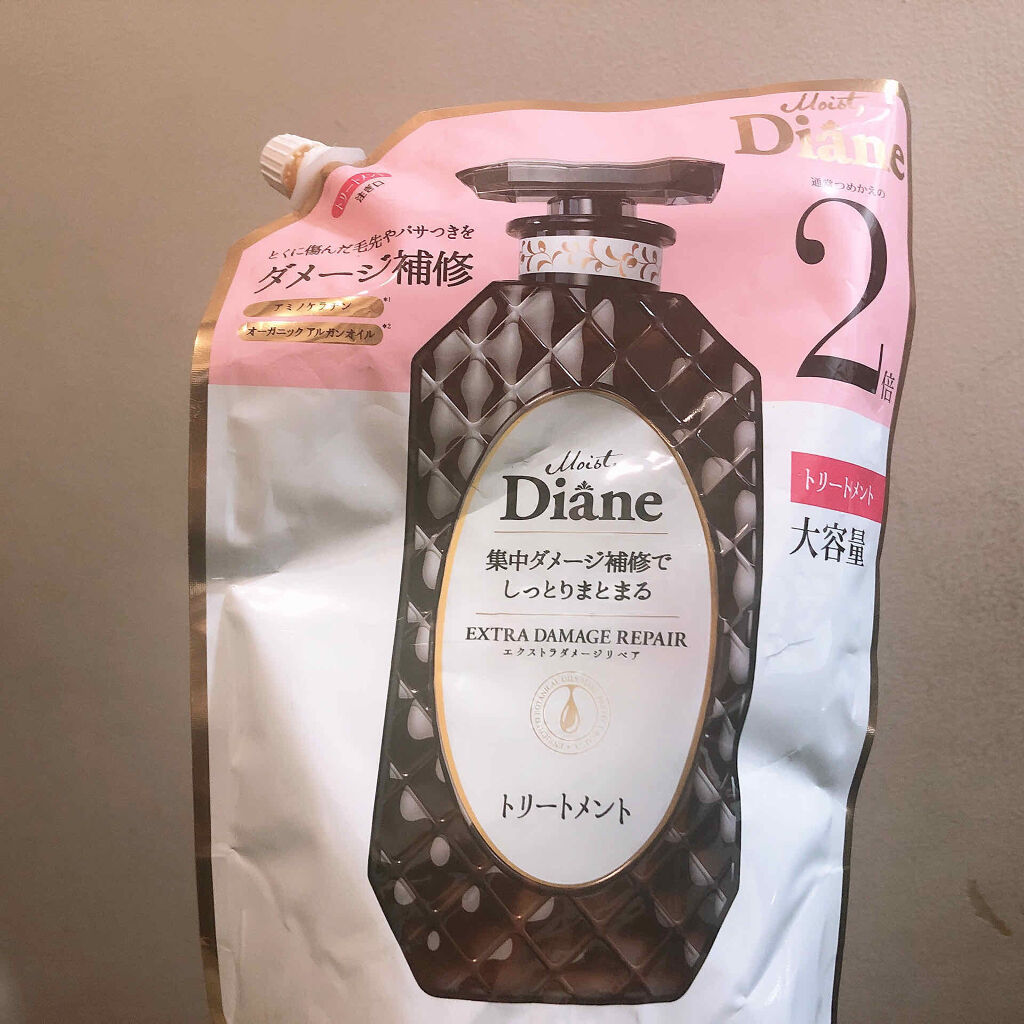 Moist,
Diane
通常つめかえの
2倍
トリートメント
注ぎ口
とくに傷んだ毛先やパサつきを
ダメージ補修
アミノケラチン*1
オーガニック アルガンオイル*2
Moist,
Diane
集中ダメージ補修で
しっとりまとまる
EXTRA DAMAGE REPAIR
エクストラダメージリペア
トリートメント
トリートメント
大容量